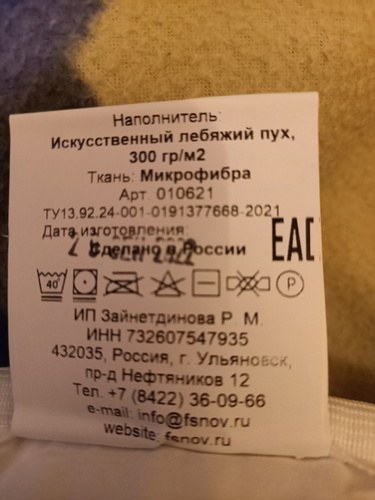 Наполнитель:
Искусственный лебяжий пух,
300 гр/м2
Ткань: Микрофибра
Арт. 010621
ТУ13.92.24-001-0191377668-2021
Дата изготовления:
Сделано в России
EAC
40°
P
ИП Зайнетдинова Р. М.
ИНН 732607547935
432035, Россия, г. Ульяновск,
пр-д Нефтяников 12
Тел. +7 (8422) 36-09-66
e-mail: info@fsnov.ru
website: fsnov.ru